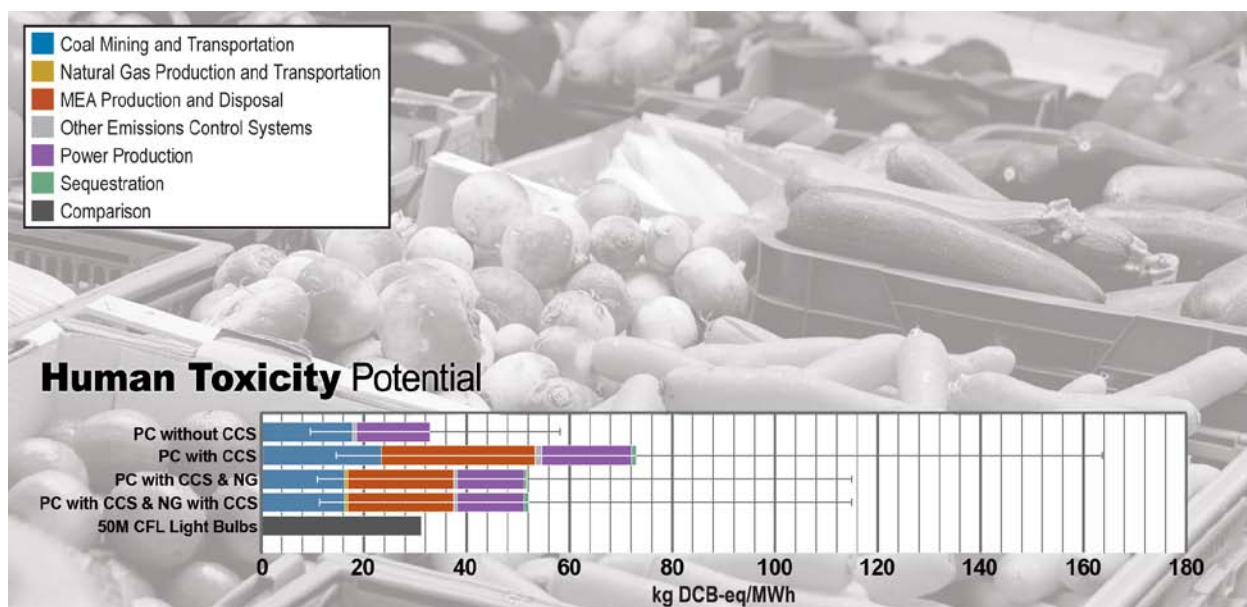 Coal Mining and Transportation
Natural Gas Production and Transportation
MEA Production and Disposal
Other Emissions Control Systems
Power Production
Sequestration
Comparison
Human Toxicity Potential
PC without CCS
PC with CCS
PC with CCS & NG
PC with CCS & NG with CCS
50M CFL Light Bulbs
0 20 40 60 80 100 120 140 160 180
kg DCB-eq/MWh